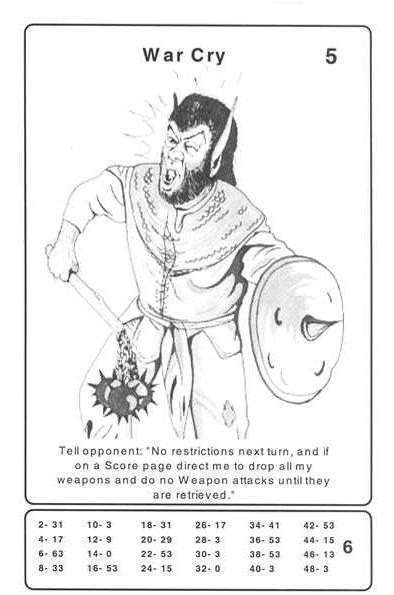 War Cry 5
Tell opponent: "No restrictions next turn, and if
on a Score page direct me to drop all my
weapons and do no Weapon attacks until they
are retrieved."
2- 31 10- 3 18- 31 26- 17 34- 41 42- 53
4- 17 12- 9 20- 29 28- 3 36- 53 44- 15
6- 63 14- 0 22- 53 30- 3 38- 53 46- 13
8- 33 16- 53 24- 15 32- 0 40- 3 48- 3
6